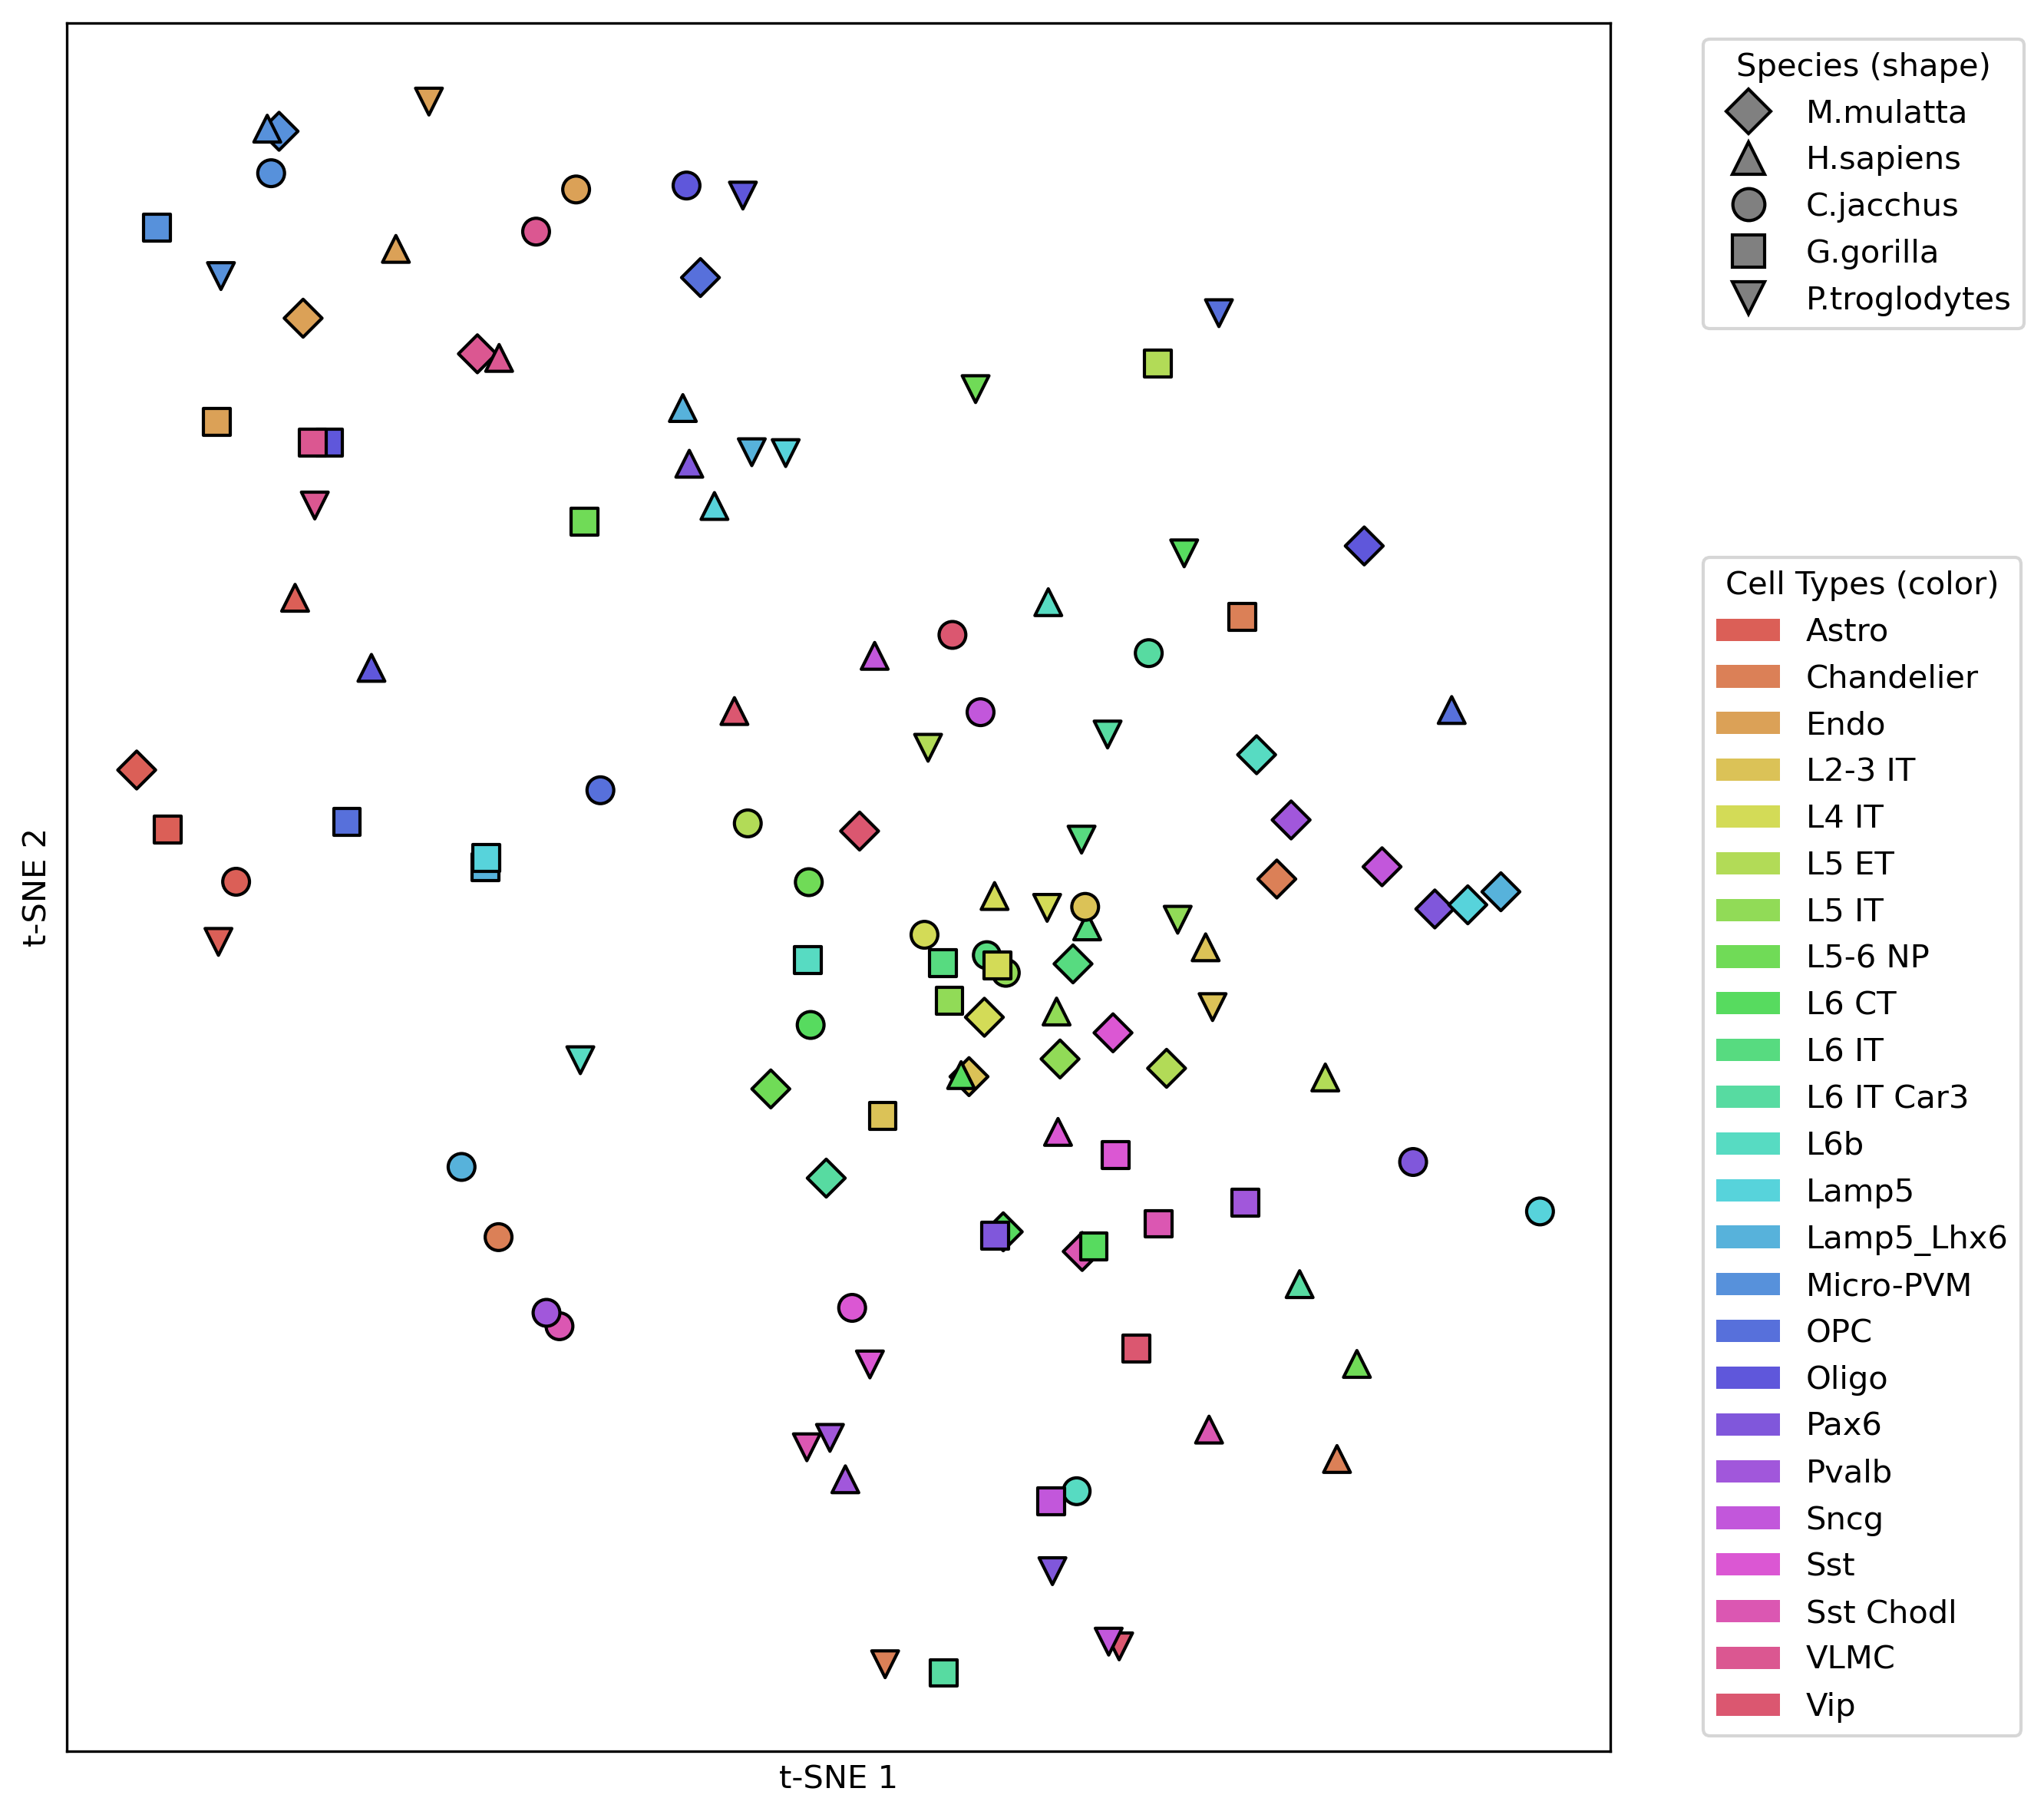 Species (shape)
M.mulatta
H.sapiens
C.jacchus
G.gorilla
P.troglodytes
Cell Types (color)
Astro
Chandelier
Endo
L2-3 IT
L4 IT
L5 ET
L5 IT
L5-6 NP
L6 CT
L6 IT
L6 IT Car3
L6b
Lamp5
Lamp5_Lhx6
Micro-PVM
OPC
Oligo
Pax6
Pvalb
Sncg
Sst
Sst Chodl
VLMC
Vip
t-SNE 2
t-SNE 1